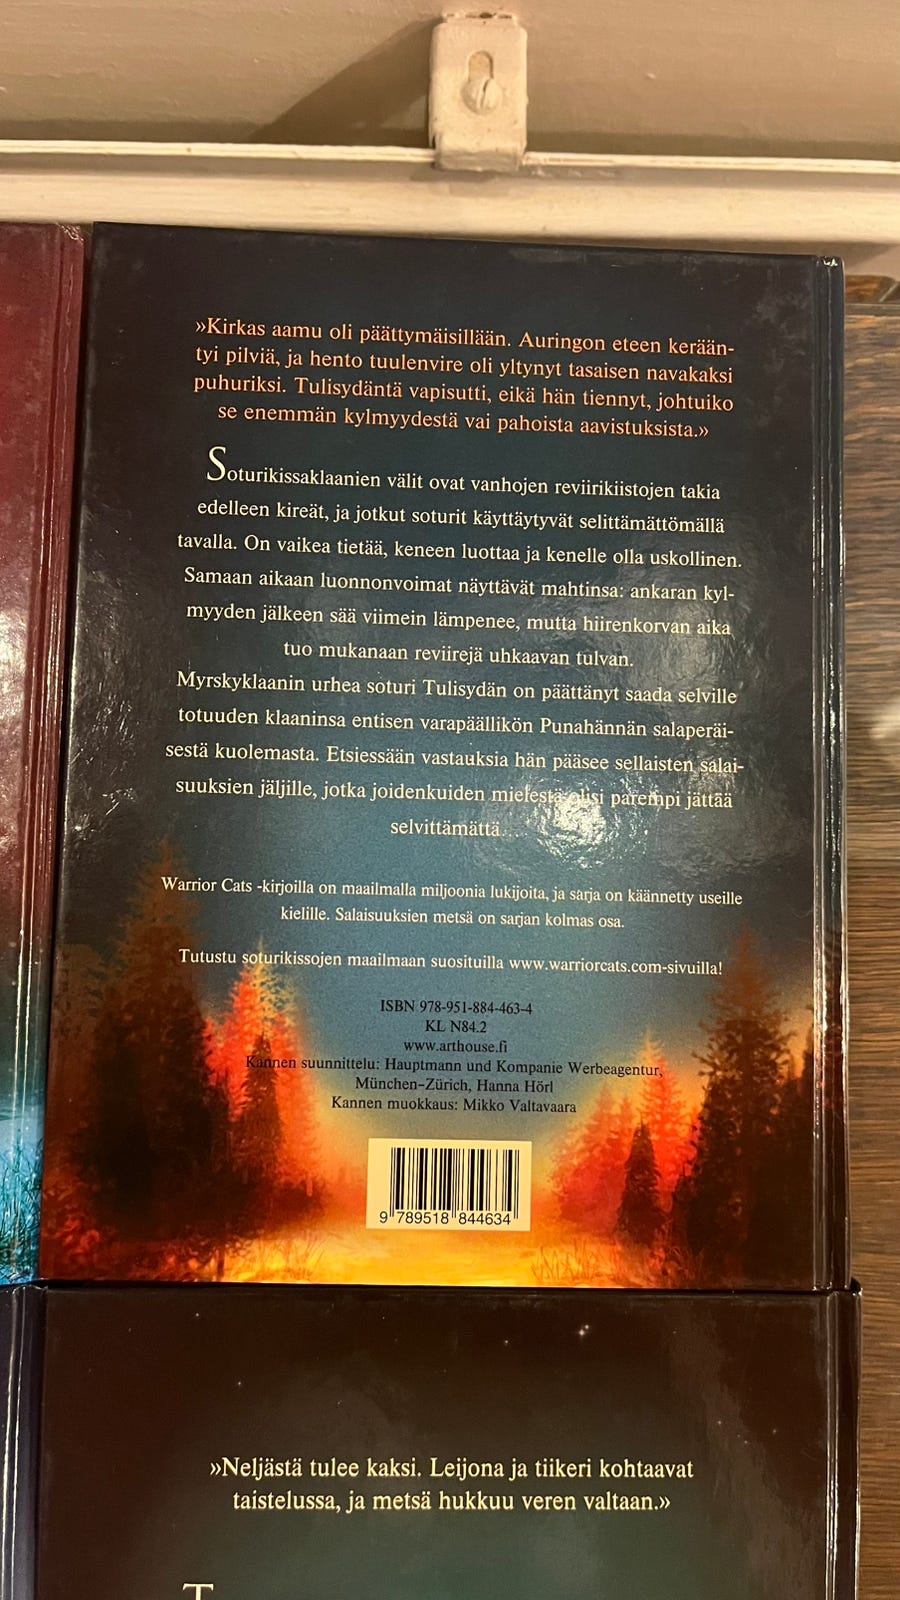 »Kirkas aamu oli päättymäisillään. Auringon eteen kerään-
tyi pilviä, ja hento tuulenvire oli yltynyt tasaisen navakaksi
puhuriksi. Tulisydäntä vapisutti, eikä hän tiennyt, johtuiko
se enemmän kylmyydestä vai pahoista aavistuksista.»
Soturikissaklaanien välit ovat vanhojen reviirikiistojen takia
edelleen kireät, ja jotkut soturit käyttäytyvät selittämättömällä
tavalla. On vaikea tietää, keneen luottaa ja kenelle olla uskollinen.
Samaan aikaan luonnonvoimat näyttävät mahtinsa: ankaran kyl-
myyden jälkeen sää viimein lämpenee, mutta hiirenkorvan aika
tuo mukanaan reviirejä uhkaavan tulvan.
Myrskyklaanin urhea soturi Tulisydän on päättänyt saada selville
totuuden klaaninsa entisen varapäällikön Punahännän salaperäi-
sestä kuolemasta. Etsiessään vastauksia hän pääsee sellaisten salai-
suuksien jäljille, jotka joidenkuiden mielestä olisi parempi jättää
selvittämättä...
Warrior Cats -kirjoilla on maailmalla miljoonia lukijoita, ja sarja on käännetty useille
kielille. Salaisuuksien metsä on sarjan kolmas osa.
Tutustu soturikissojen maailmaan suosituilla www.warriorcats.com-sivuilla!
ISBN 978-951-884-463-4
KL N84.2
www.arthouse.fi
Kannen suunnittelu: Hauptmann und Kompanie Werbeagentur,
München-Zürich, Hanna Hörl
Kannen muokkaus: Mikko Valtavaara
9 789518 844634
»Neljästä tulee kaksi. Leijona ja tiikeri kohtaavat
taistelussa, ja metsä hukkuu veren valtaan.»
T